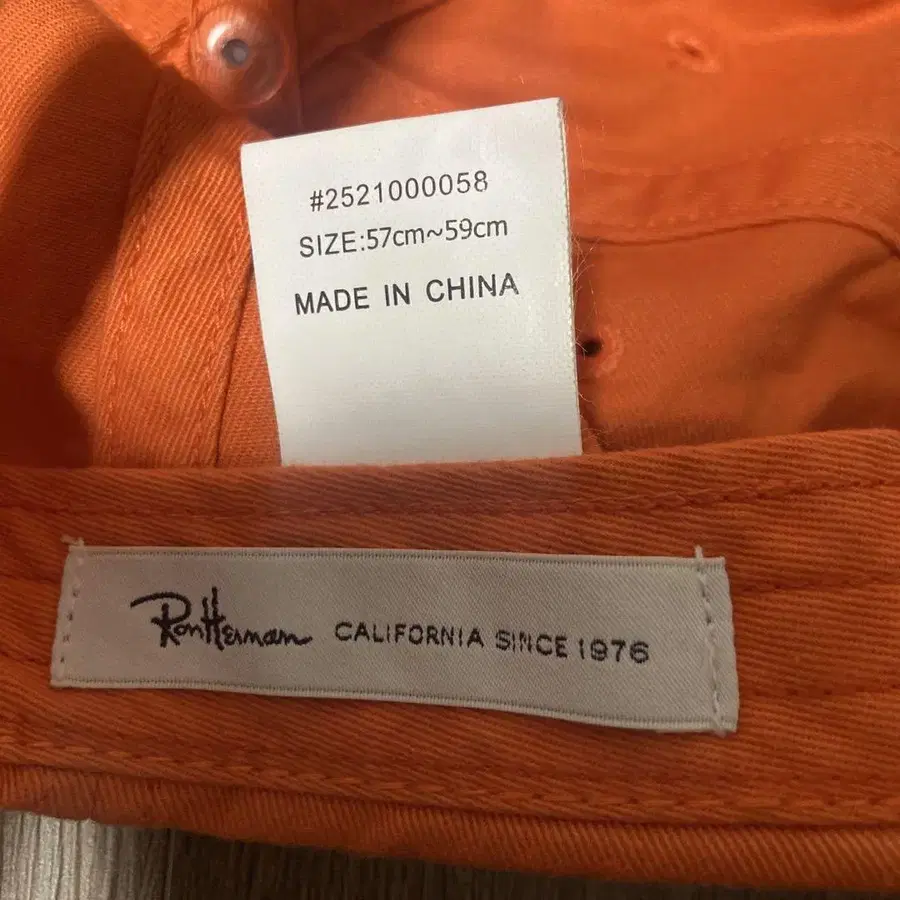 #2521000058
SIZE:57cm~59cm
MADE IN CHINA
RonHerman CALIFORNIA SINCE 1976